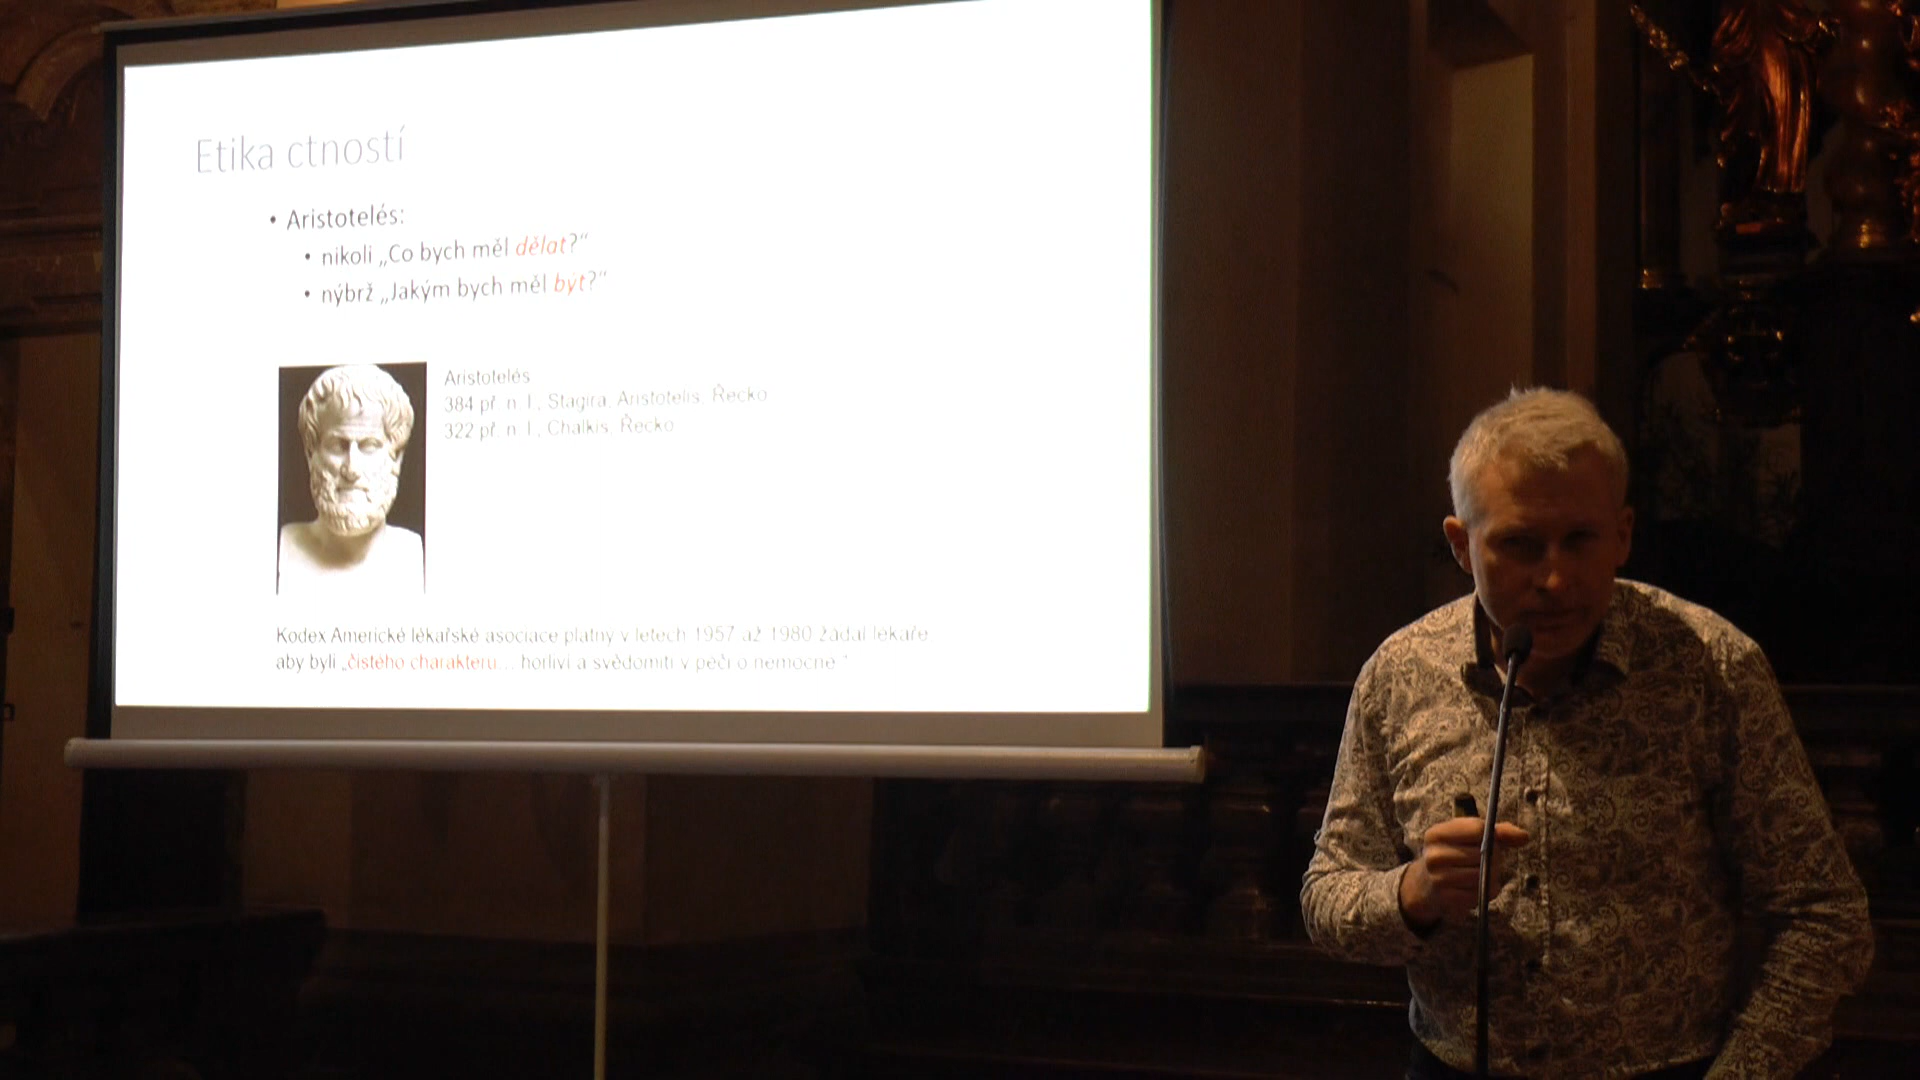 Etika ctností
• Aristotelés:
• nikoli „Co bych měl dělat?“
• nýbrž „Jakým bych měl být?“
Aristotelés
384 př. n. l., Stagira, Aristotelis, Řecko
322 př. n. l., Chalkis, Řecko
Kodex Americké lékařské asociace platný v letech 1957 až 1980 žádal lékaře,
aby byli „čistého charakteru…horliví a svědomití v péči o nemocné.“